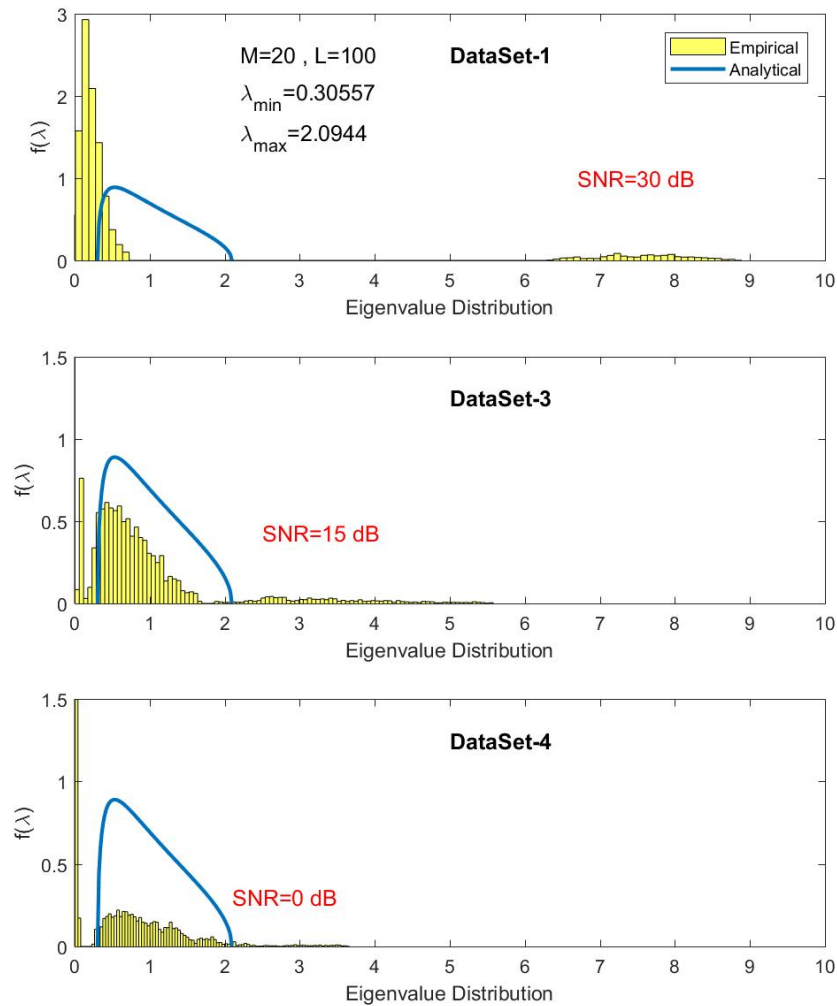 3
M=20 , L=100
DataSet-1
Empirical
Analytical
λmin=0.30557
2
λmax=2.0944
f(λ)
SNR=30 dB
1
0
0 1 2 3 4 5 6 7 8 9 10
Eigenvalue Distribution
1.5
DataSet-3
1
f(λ)
SNR=15 dB
0.5
0
0 1 2 3 4 5 6 7 8 9 10
Eigenvalue Distribution
1.5
DataSet-4
1
f(λ)
0.5
SNR=0 dB
0
0 1 2 3 4 5 6 7 8 9 10
Eigenvalue Distribution